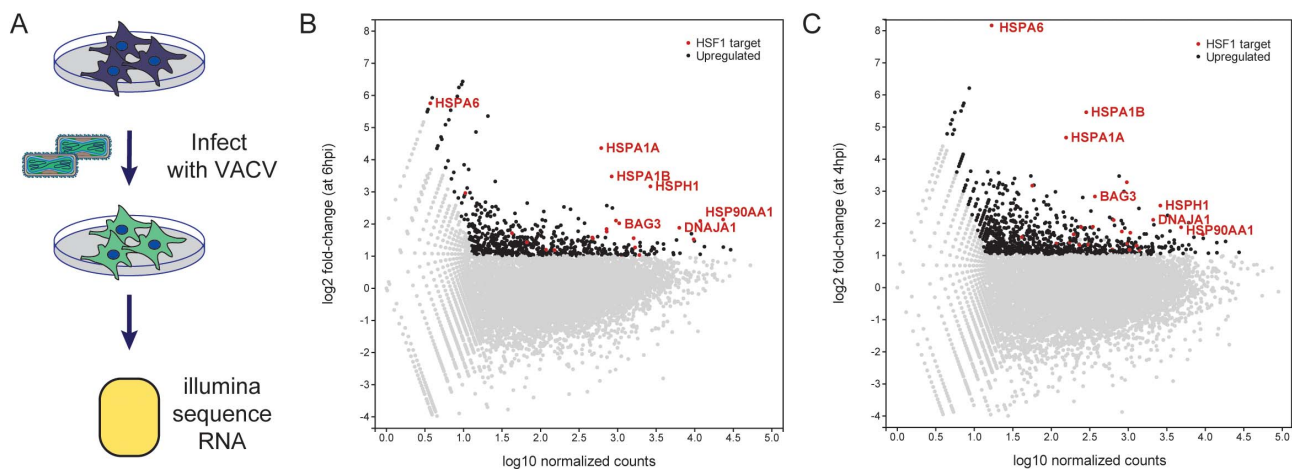 A
Infect
with VACV
illumina
sequence
RNA
B
log2 fold-change (at 6hpi)
8
7
6
5
4
3
2
1
0
-1
-2
-3
-4
HSF1 target
Upregulated
HSPA6
HSPA1A
HSPA1B
HSPH1
HSP90AA1
BAG3
DNAJA1
0.0 0.5 1.0 1.5 2.0 2.5 3.0 3.5 4.0 4.5 5.0
log10 normalized counts
C
log2 fold-change (at 4hpi)
8
7
6
5
4
3
2
1
0
-1
-2
-3
-4
HSPA6
HSF1 target
Upregulated
HSPA1B
HSPA1A
BAG3
HSPH1
DNAJA1
HSP90AA1
0.0 0.5 1.0 1.5 2.0 2.5 3.0 3.5 4.0 4.5 5.0
log10 normalized counts